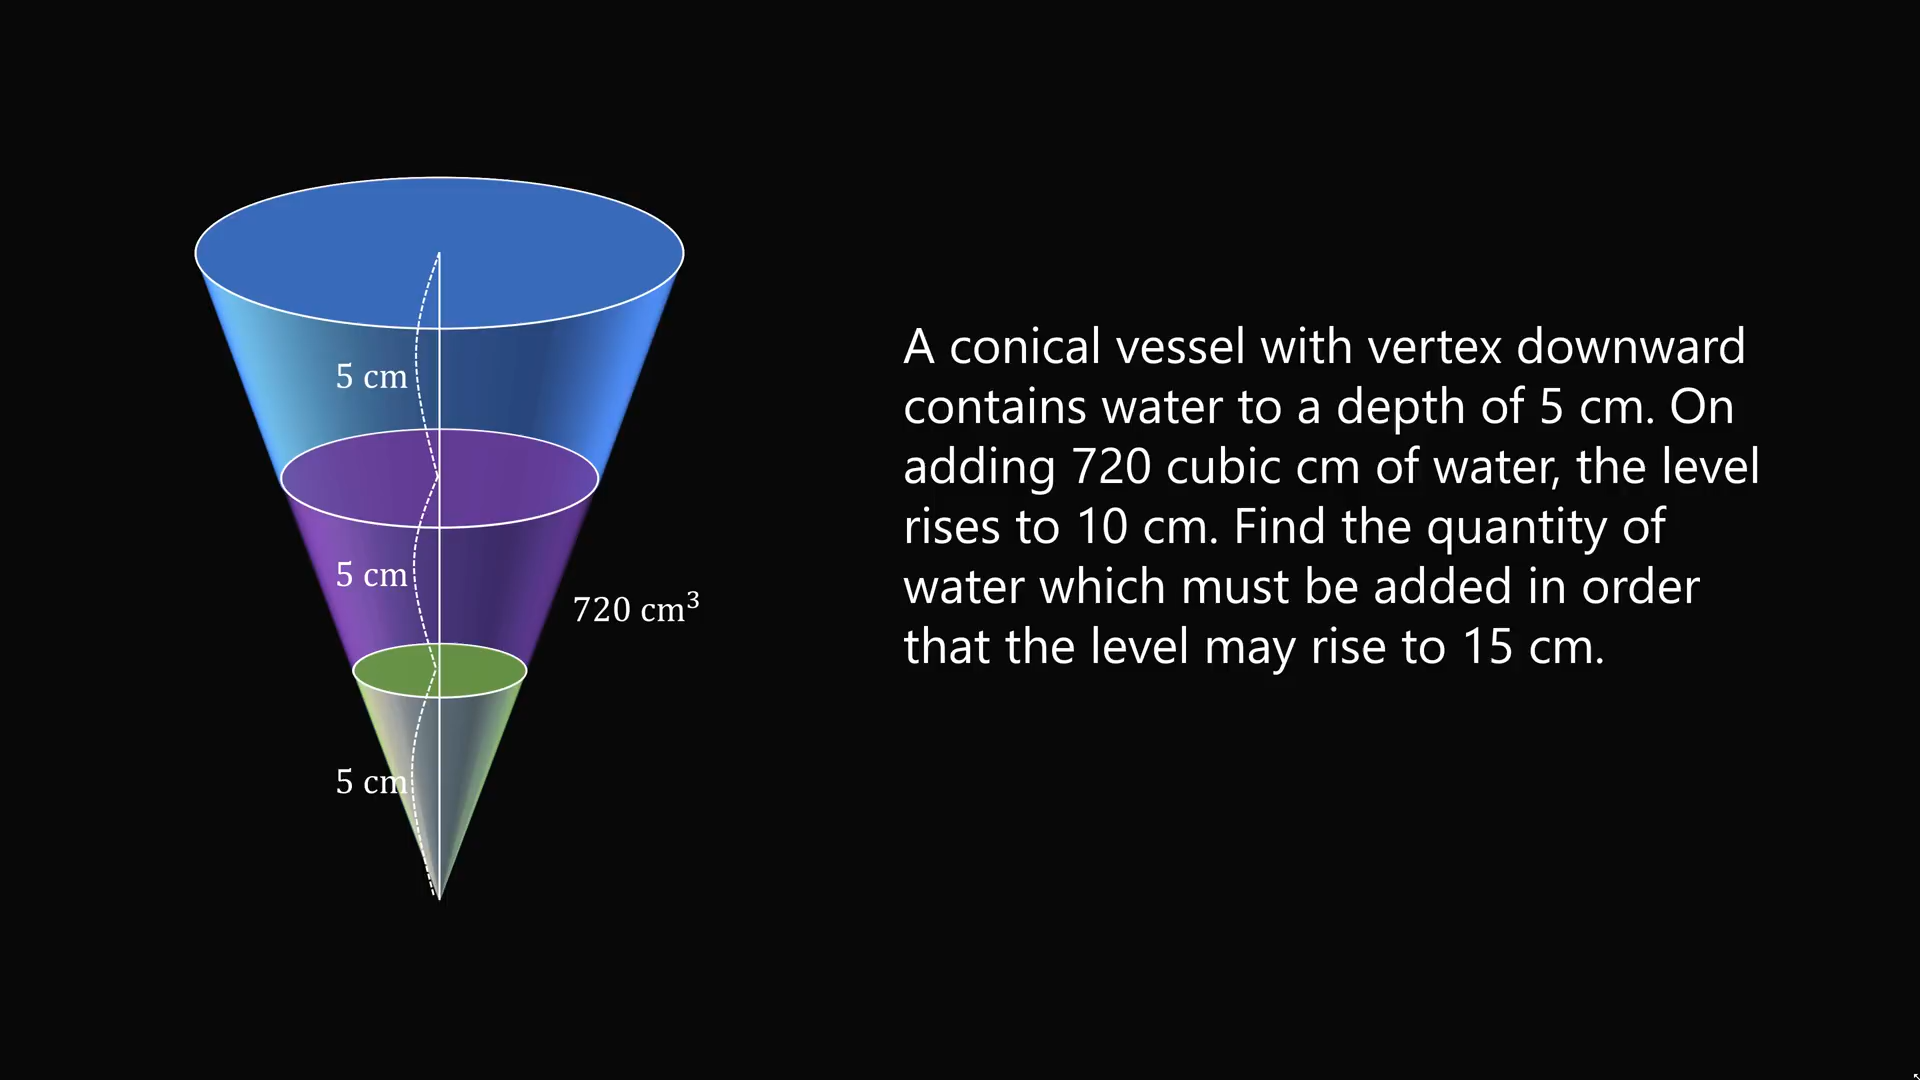 A conical vessel with vertex downward
contains water to a depth of 5 cm. On
adding 720 cubic cm of water, the level
rises to 10 cm. Find the quantity of
water which must be added in order
that the level may rise to 15 cm.
5 cm
5 cm
720 cm³
5 cm